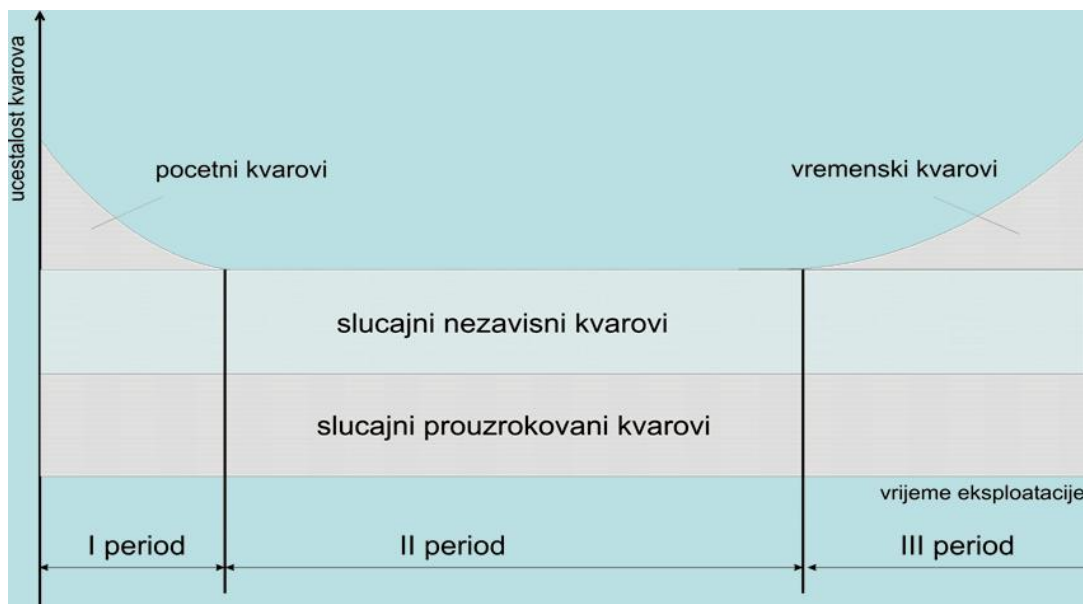 ucestalost kvarova
pocetni kvarovi
vremenski kvarovi
slucajni nezavisni kvarovi
slucajni prouzrokovani kvarovi
vrijeme eksploatacije
I period
II period
III period